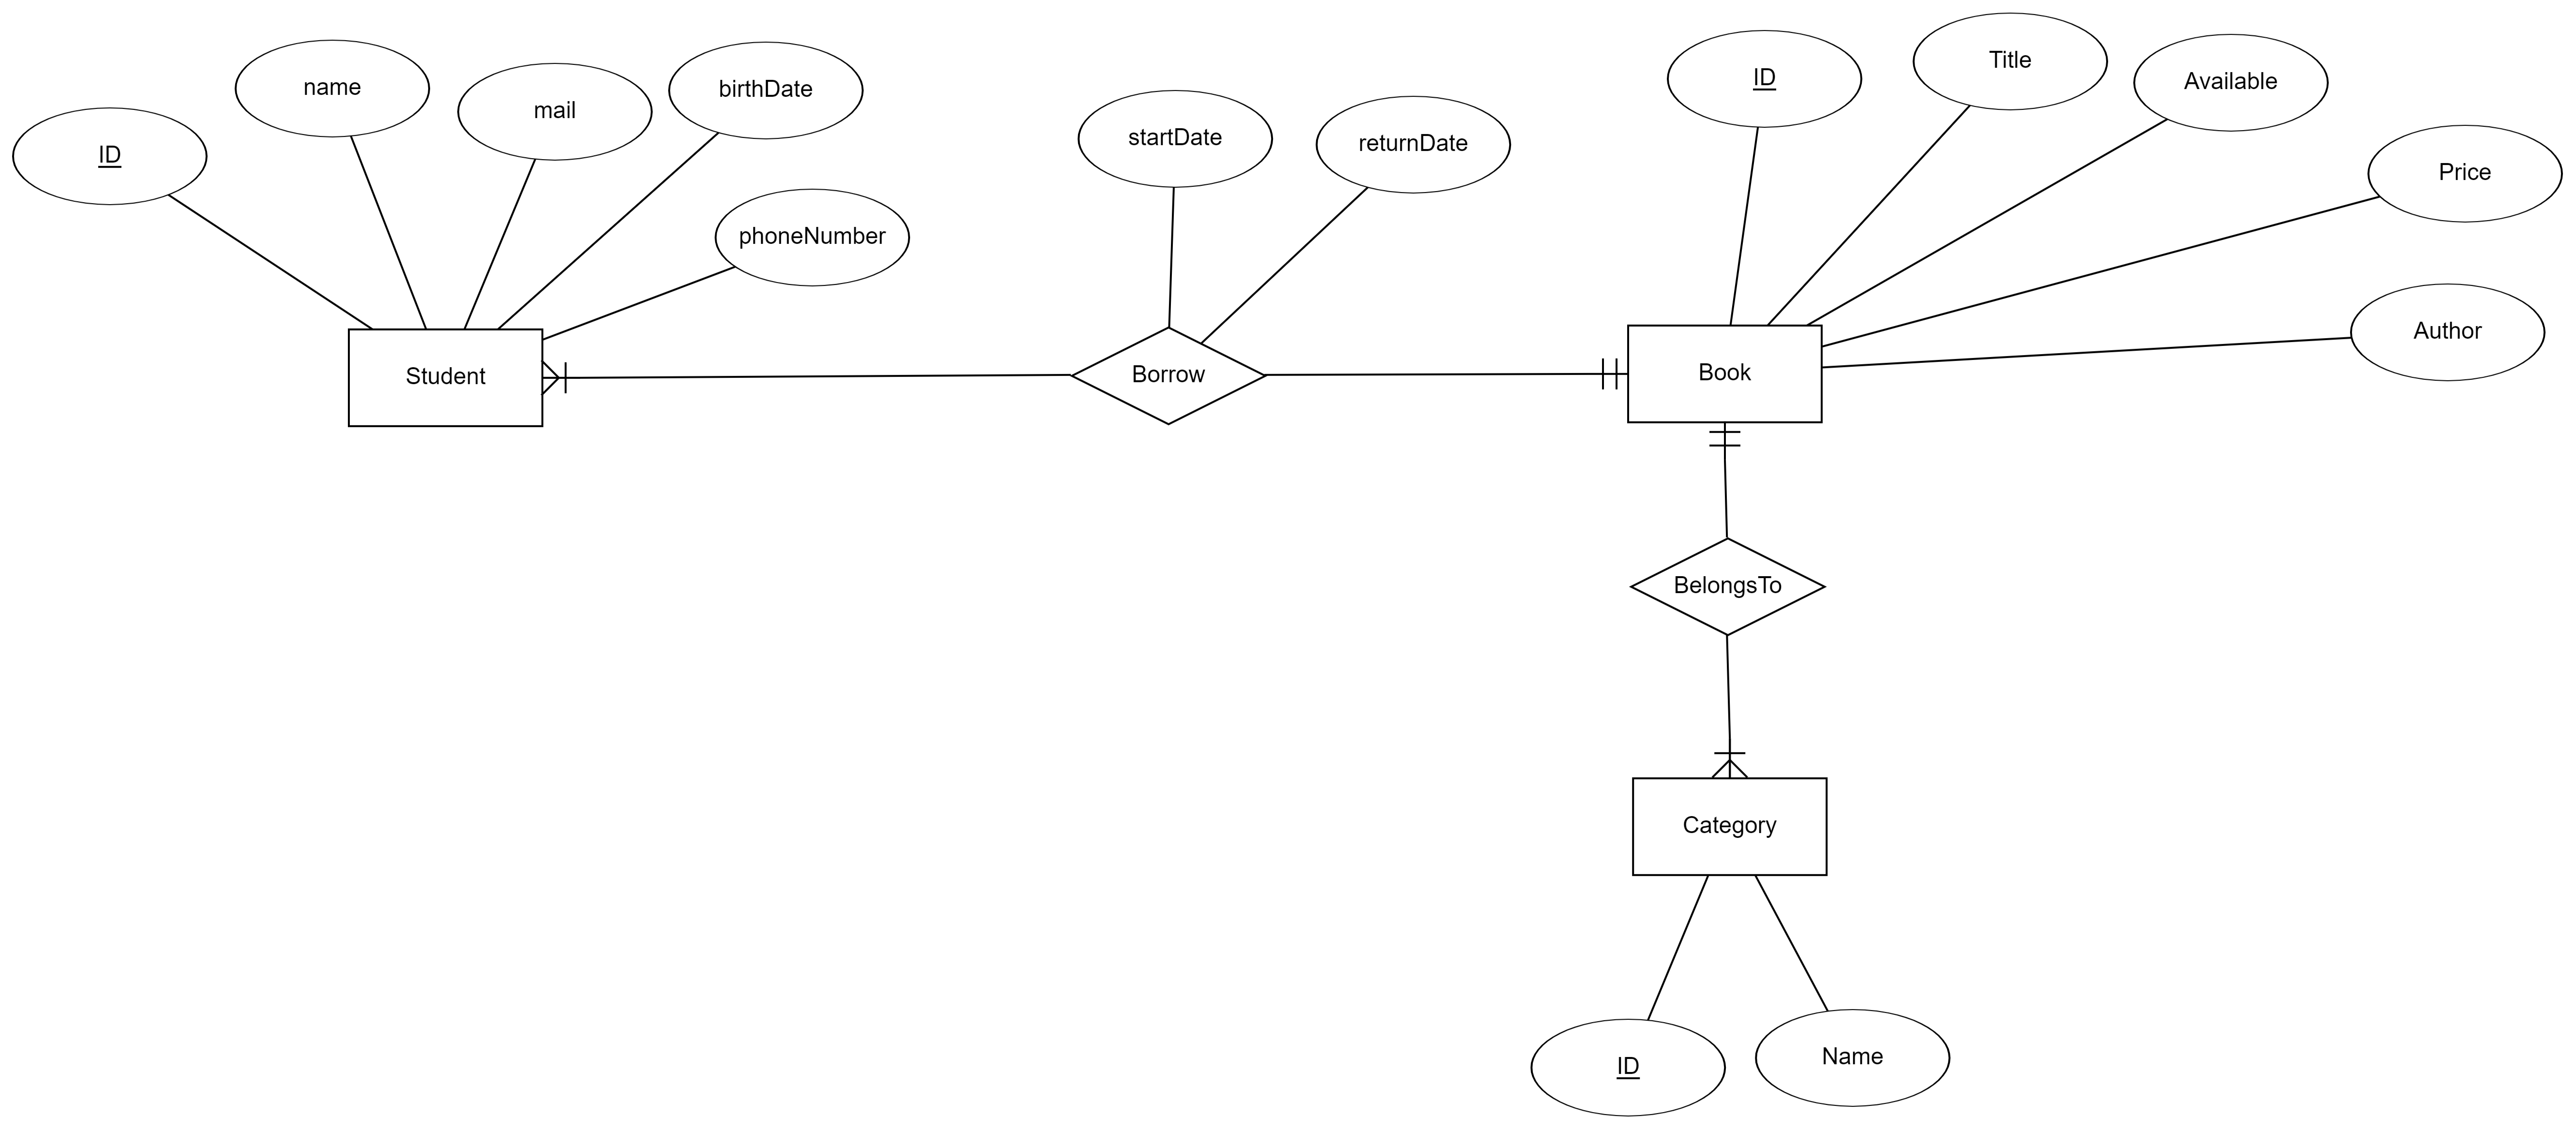 ID
name
mail
birthDate
phoneNumber
startDate
returnDate
ID
Title
Available
Price
Author
Student
Borrow
Book
BelongsTo
Category
ID
Name